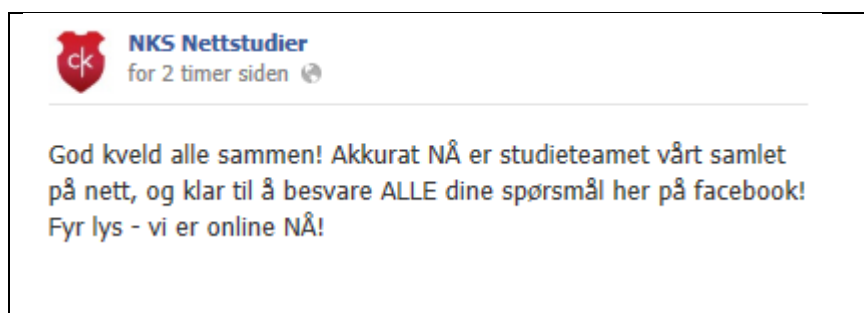 ck
NKS Nettstudier
for 2 timer siden
God kveld alle sammen! Akkurat NÅ er studieteamet vårt samlet
på nett, og klar til å besvare ALLE dine spørsmål her på facebook!
Fyr lys - vi er online NÅ!